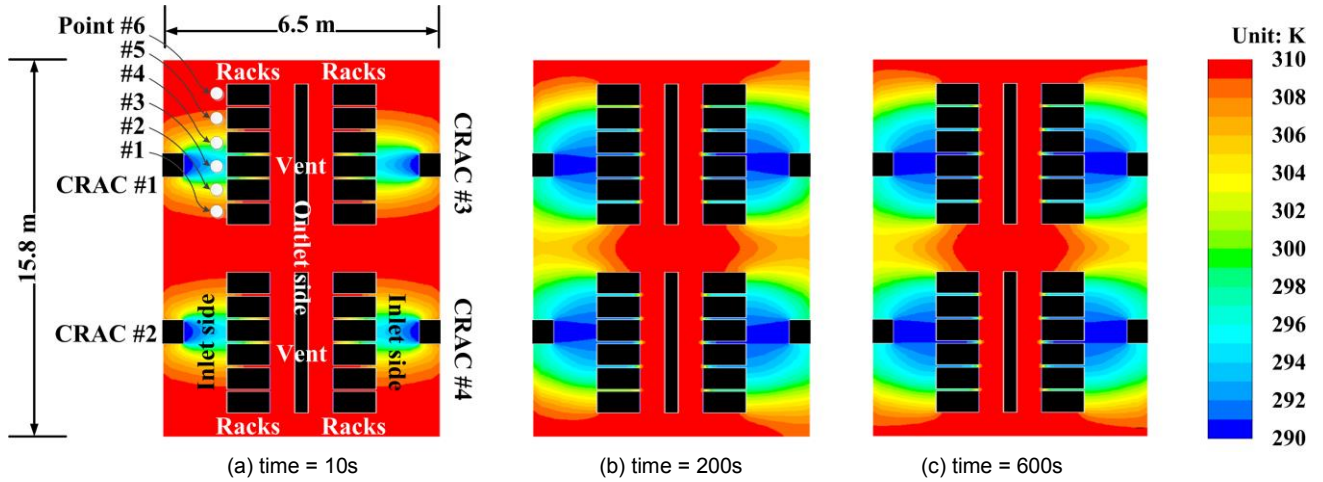 Point #6
#5
#4
#3
#2
#1
6.5 m
15.8 m
Racks
Racks
CRAC #1
CRAC #2
CRAC #3
CRAC #4
Vent
Outlet side
Inlet side
Inlet side
Vent
Racks
Racks
Unit: K
310
308
306
304
302
300
298
296
294
292
290
(a) time = 10s
(b) time = 200s
(c) time = 600s